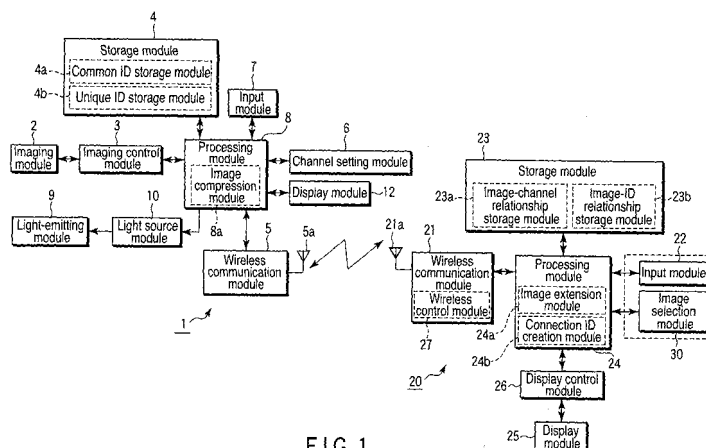 4
Storage module
4a
Common ID storage module
4b
Unique ID storage module
7
Input
module
8
2
3
Imaging
module
Imaging control
module
Processing
module
Image
compression
module
8a
6
Channel setting module
Display module
12
9
10
Light-emitting
module
Light source
module
5
5a
Wireless
communication
module
1
21a
21
Wireless
communication
module
Wireless
control module
27
20
23
Storage module
23a
Image-channel
relationship
storage module
Image-ID
relationship
storage module
23b
Processing
module
Image extension
module
24a
Connection ID
creation module
24b
24
22
Input module
Image
selection
module
30
26
Display control
module
25
Display
module
FIG. 1